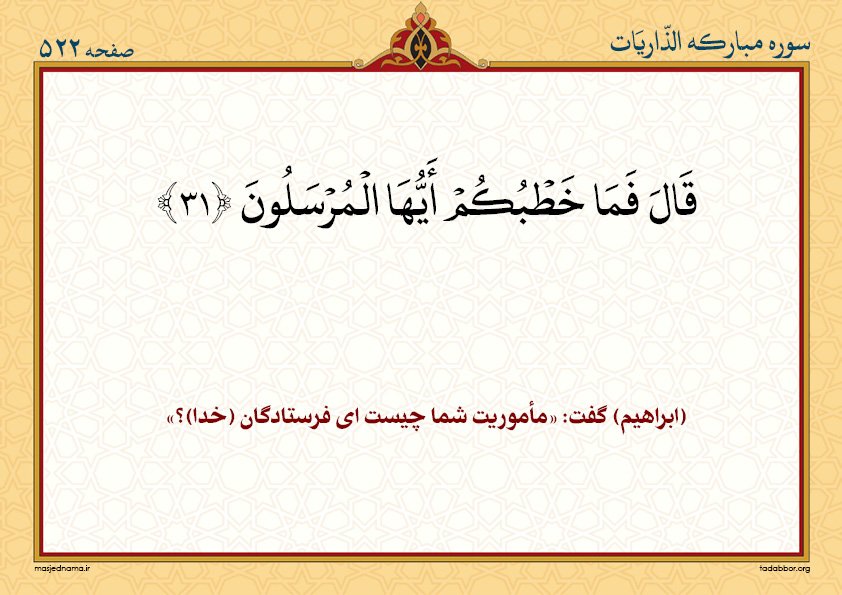 سوره مبارکه الذّاریَات
صفحه ۵۲۲
قَالَ فَمَا خَطْبُكُمْ أَيُّهَا الْمُرْسَلُونَ ﴿۳۱﴾
(ابراهیم) گفت: «مأموریت شما چیست ای فرستادگان (خدا)؟»
masjednama.ir
tadabbor.org